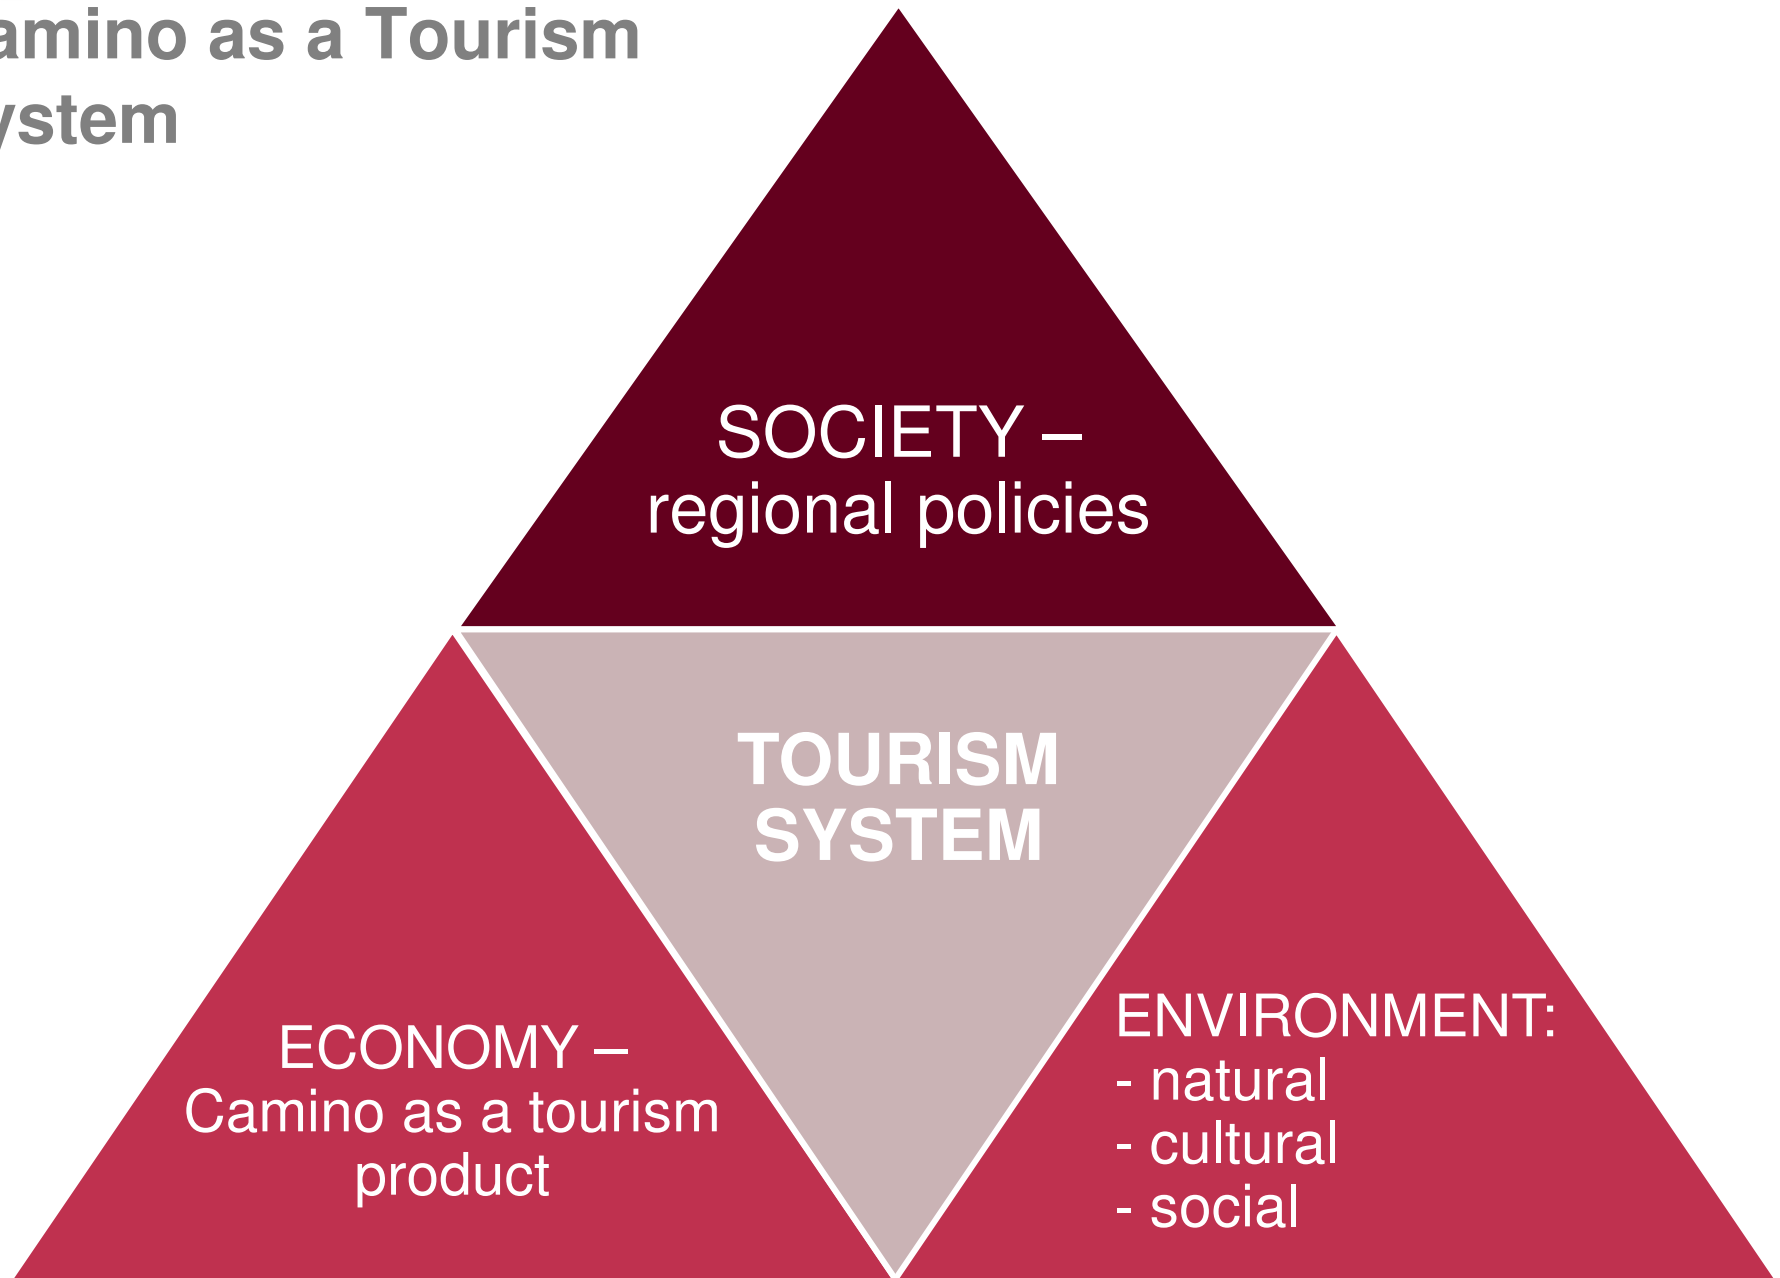 amino as a Tourism
ystem
SOCIETY –
regional policies
TOURISM
SYSTEM
ECONOMY –
Camino as a tourism
product
ENVIRONMENT:
- natural
- cultural
- social